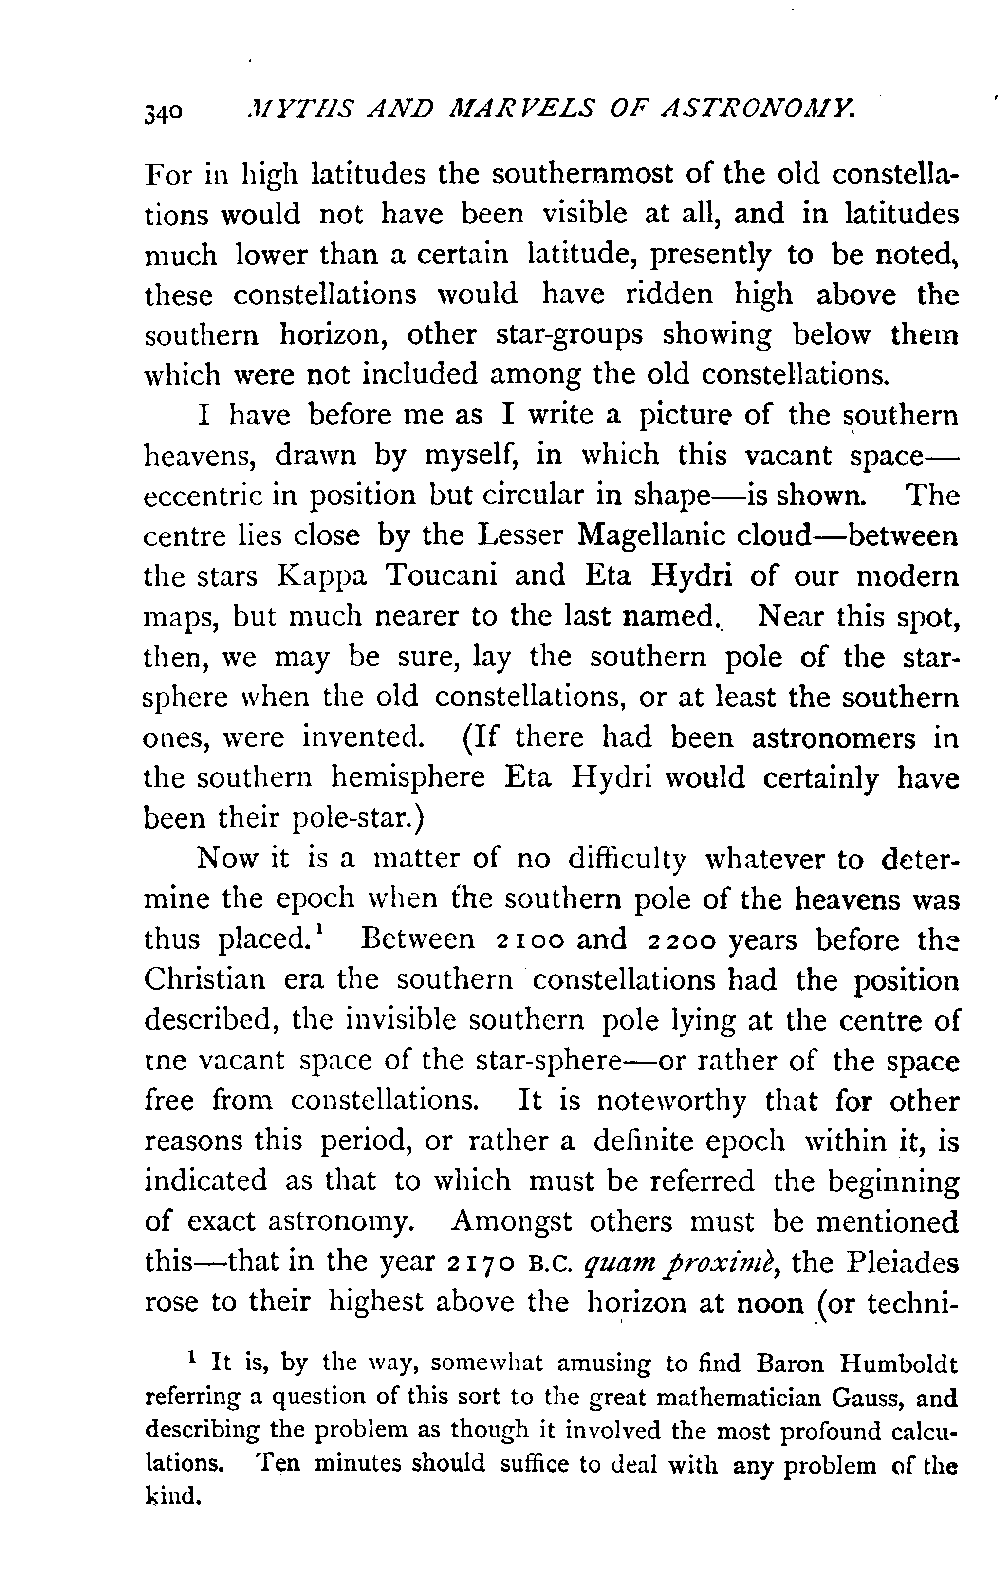 340 MYTHS AND MARVELS OF ASTRONOMY.
For in high latitudes the southernmost of the old constella-
tions would not have been visible at all, and in latitudes
much lower than a certain latitude, presently to be noted,
these constellations would have ridden high above the
southern horizon, other star-groups showing below them
which were not included among the old constellations.
I have before me as I write a picture of the southern
heavens, drawn by myself, in which this vacant space—
eccentric in position but circular in shape—is shown. The
centre lies close by the Lesser Magellanic cloud—between
the stars Kappa Toucani and Eta Hydri of our modern
maps, but much nearer to the last named. Near this spot,
then, we may be sure, lay the southern pole of the star-
sphere when the old constellations, or at least the southern
ones, were invented. (If there had been astronomers in
the southern hemisphere Eta Hydri would certainly have
been their pole-star.)
Now it is a matter of no difficulty whatever to deter-
mine the epoch when the southern pole of the heavens was
thus placed.¹ Between 2100 and 2200 years before the
Christian era the southern constellations had the position
described, the invisible southern pole lying at the centre of
the vacant space of the star-sphere—or rather of the space
free from constellations. It is noteworthy that for other
reasons this period, or rather a definite epoch within it, is
indicated as that to which must be referred the beginning
of exact astronomy. Amongst others must be mentioned
this—that in the year 2170 B.C. quam proximè, the Pleiades
rose to their highest above the horizon at noon (or techni-
¹ It is, by the way, somewhat amusing to find Baron Humboldt
referring a question of this sort to the great mathematician Gauss, and
describing the problem as though it involved the most profound calcu-
lations. Ten minutes should suffice to deal with any problem of the
kind.